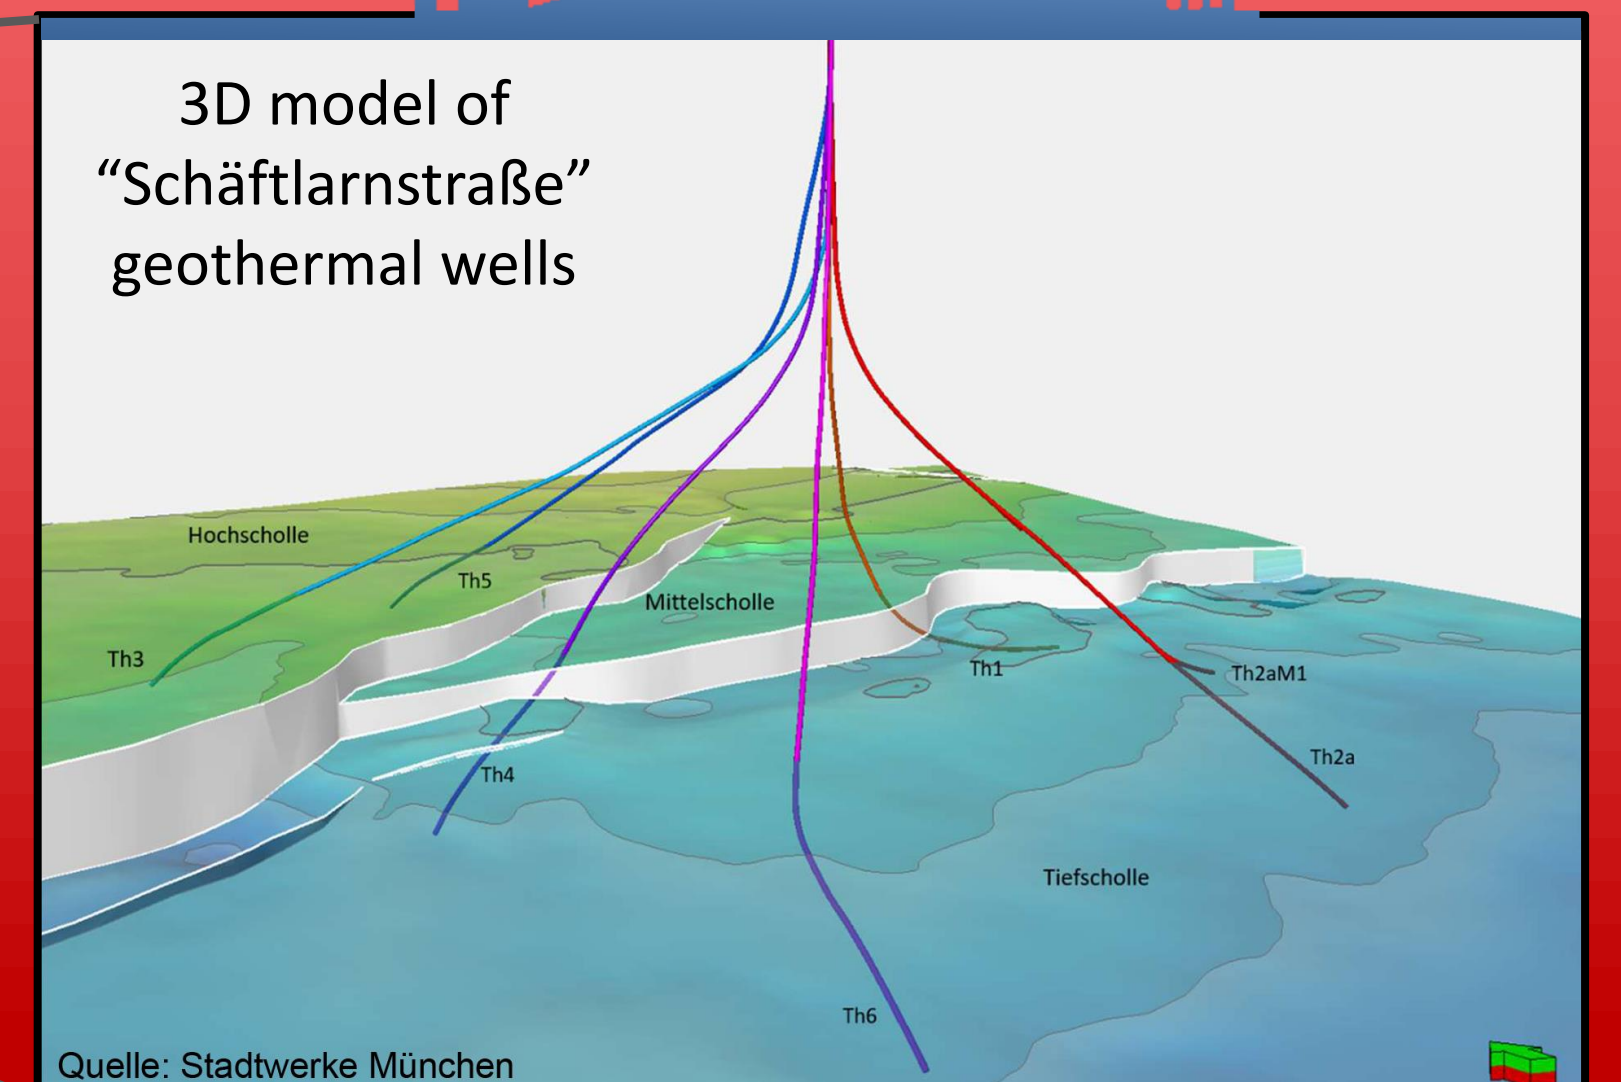 3D model of
“Schäftlarnstraße”
geothermal wells
Hochscholle
Th5
Mittelscholle
Th3
Th1
Th2aM1
Th2a
Th4
Tiefscholle
Th6
Quelle: Stadtwerke München